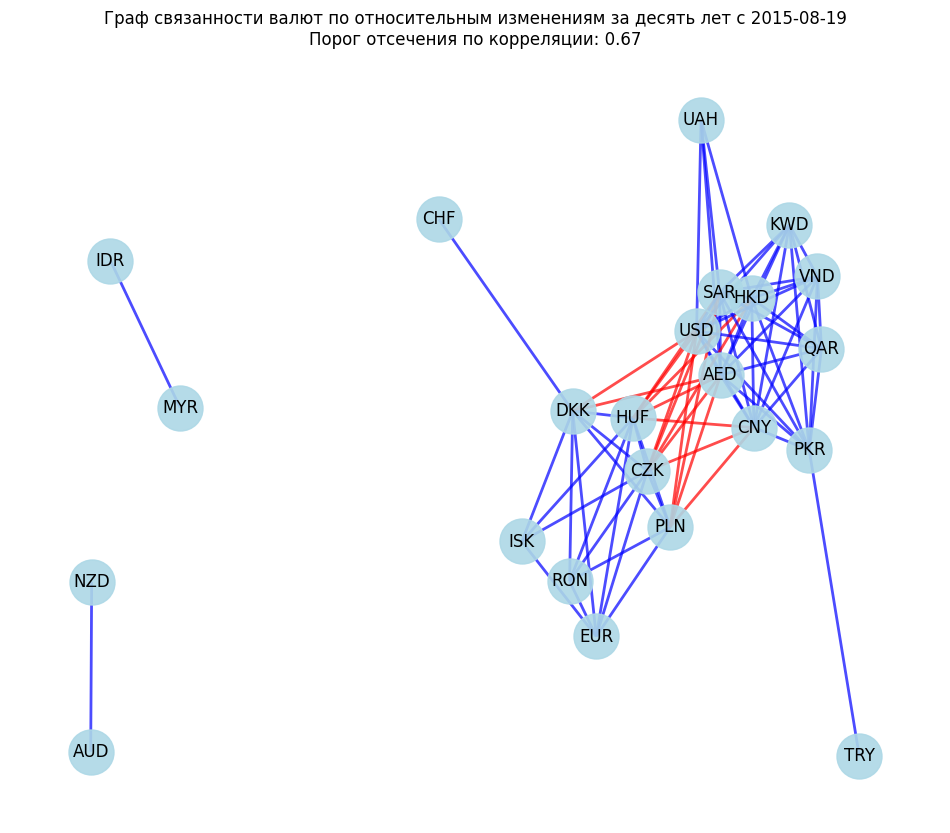 Граф связанности валют по относительным изменениям за десять лет с 2015-08-19
Порог отсечения по корреляции: 0.67
UAH
CHF
KWD
IDR
VND
SAR
HKD
USD
QAR
AED
MYR
DKK
HUF
CNY
PKR
CZK
PLN
ISK
NZD
RON
EUR
AUD
TRY